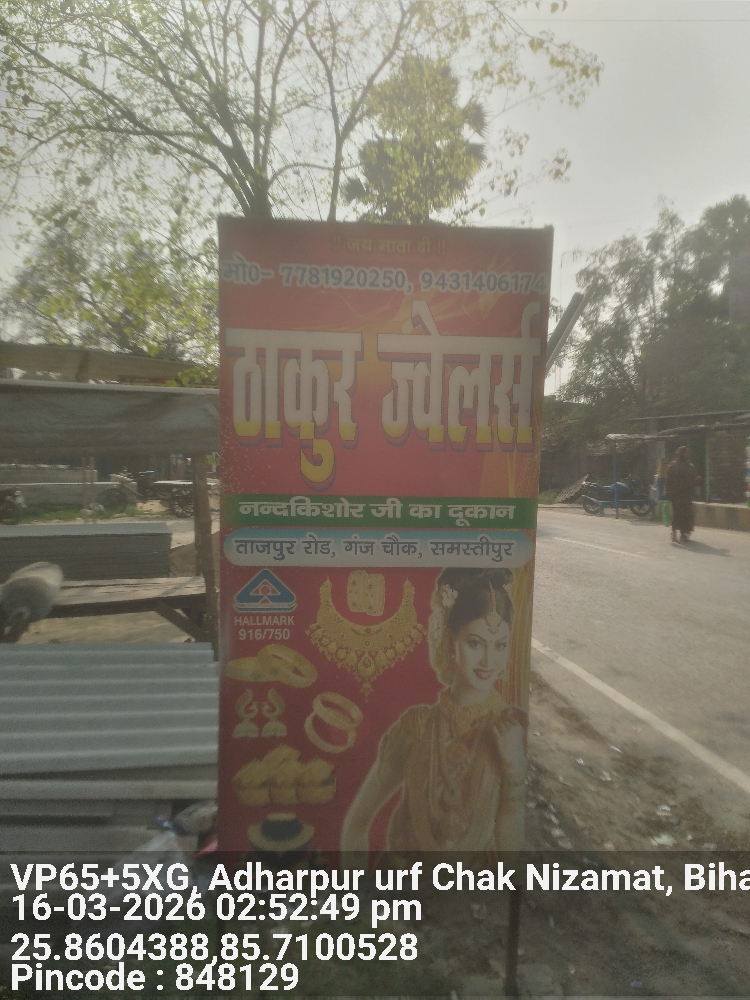 ॥ जय माता दी ॥
मो0- 7781920250, 9431406174
ठाकुर ज्वेलर्स
नन्दकिशोर जी का दूकान
ताजपुर रोड, गंज चौक, समस्तीपुर
HALLMARK
916/750
VP65+5XG, Adharpur urf Chak Nizamat, Biha
16-03-2026 02:52:49 pm
25.8604388,85.7100528
Pincode : 848129